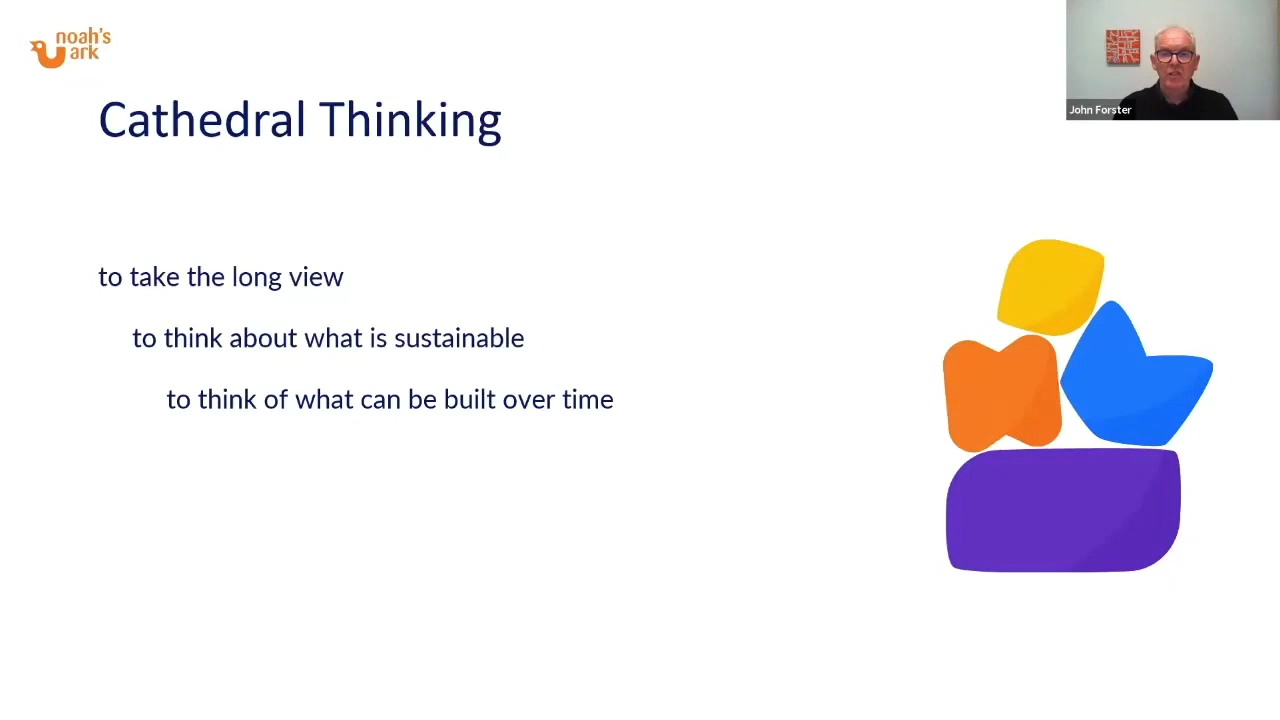 noah's
ark
John Forster
Cathedral Thinking
to take the long view
to think about what is sustainable
to think of what can be built over time